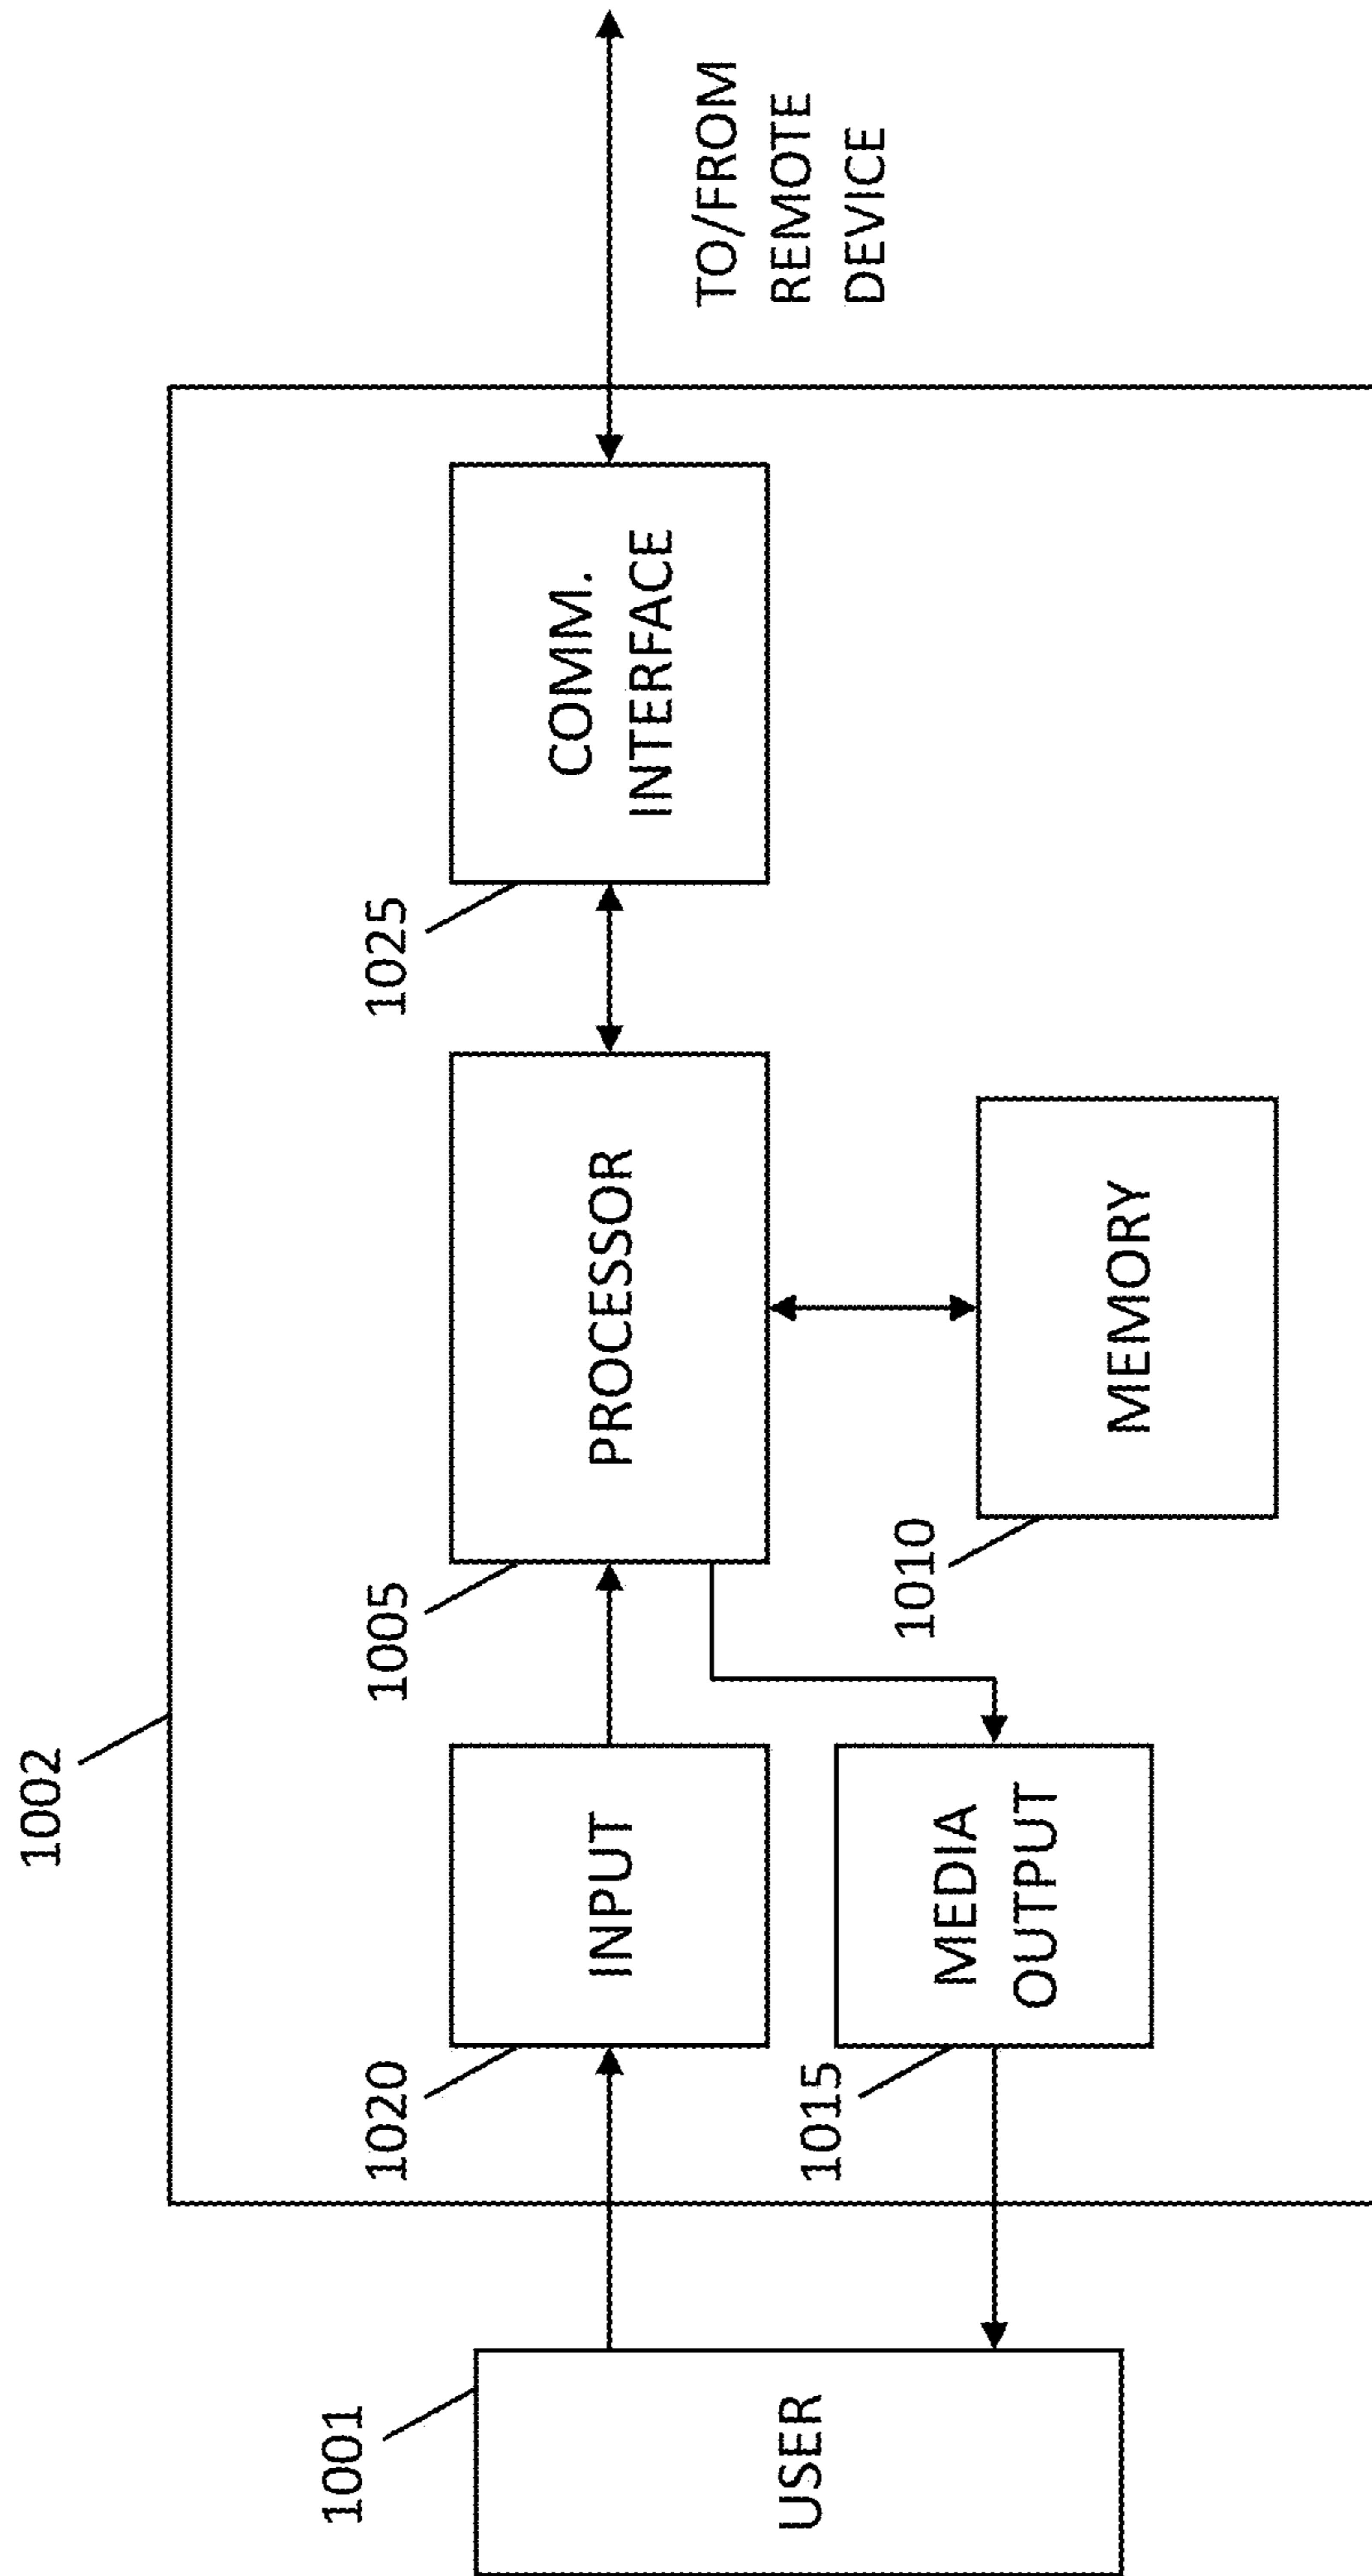 1002
1001
USER
1020
INPUT
1015
MEDIA
OUTPUT
1005
PROCESSOR
1010
MEMORY
1025
COMM.
INTERFACE
TO/FROM
REMOTE
DEVICE